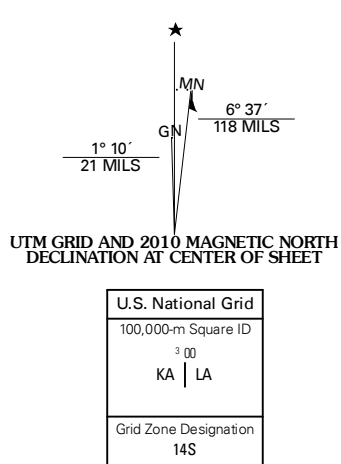 MN
6° 37´
118 MILS
GN
1° 10´
21 MILS
UTM GRID AND 2010 MAGNETIC NORTH
DECLINATION AT CENTER OF SHEET
U.S. National Grid
100,000-m Square ID
3 00
KA LA
Grid Zone Designation
14S